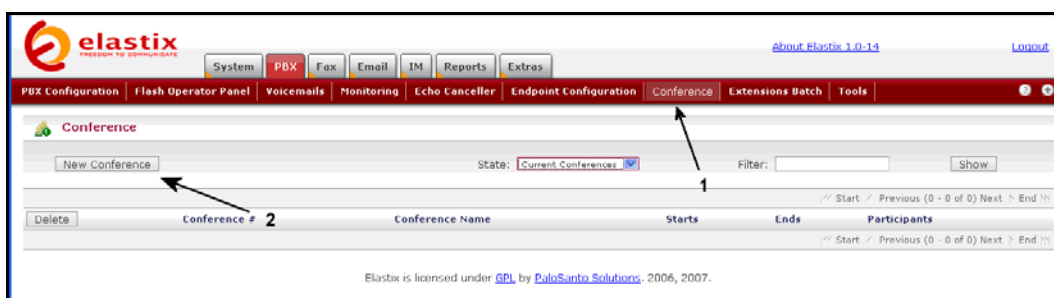 elastix
FREEDOM TO COMMUNICATE
About Elastix 1.0-14
Logout
System PBX Fax Email IM Reports Extras
PBX Configuration Flash Operator Panel Voicemails Monitoring Echo Canceller Endpoint Configuration Conference Extensions Batch Tools
Conference
New Conference State: Current Conferences Filter: Show
1
Start Previous (0 - 0 of 0) Next End
Delete Conference # Conference Name Starts Ends Participants
2
Start Previous (0 - 0 of 0) Next End
Elastix is licensed under GPL by PaloSanto Solutions. 2006, 2007.